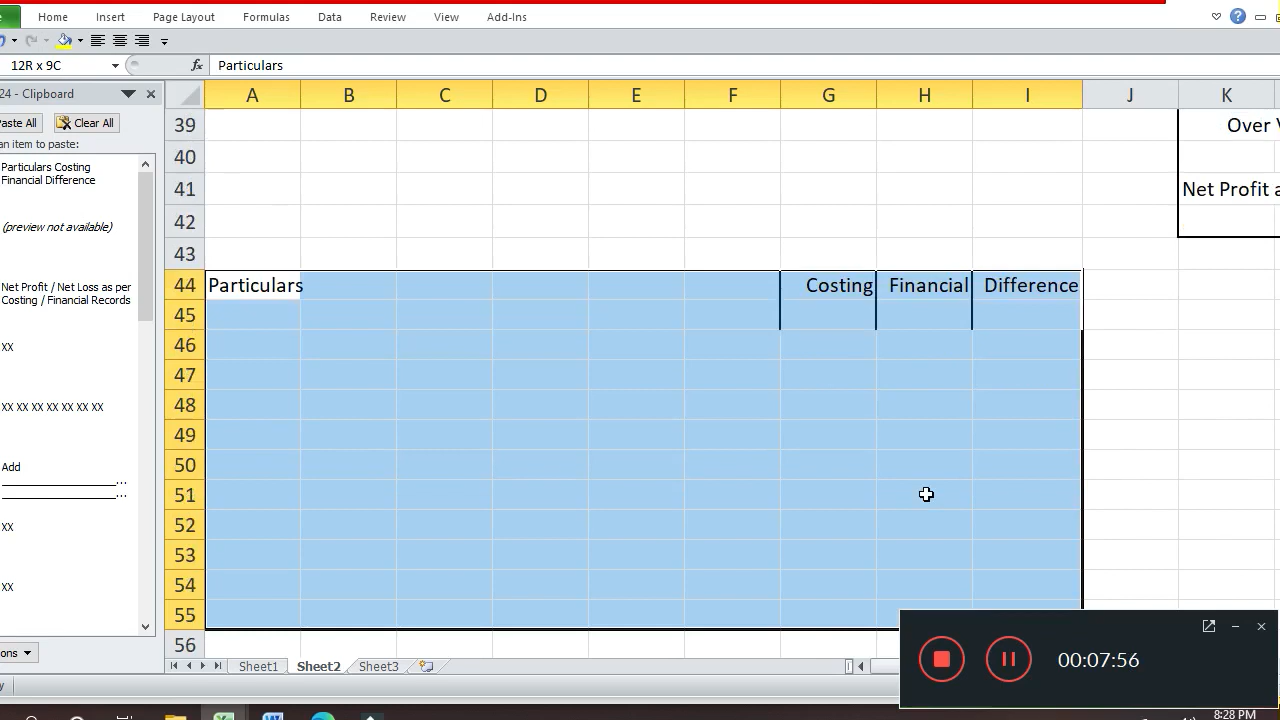 Home Insert Page Layout Formulas Data Review View Add-Ins
12R x 9C fx Particulars
24 - Clipboard
Paste All Clear All
an item to paste:
Particulars Costing
Financial Difference
(preview not available)
Net Profit / Net Loss as per
Costing / Financial Records
XX
XX XX XX XX XX XX XX
Add
XX
XX
A B C D E F G H I J K
39 Over V
40
41 Net Profit a
42
43
44 Particulars Costing Financial Difference
45
46
47
48
49
50
51
52
53
54
55
56
Sheet1 Sheet2 Sheet3
00:07:56
8:28 PM